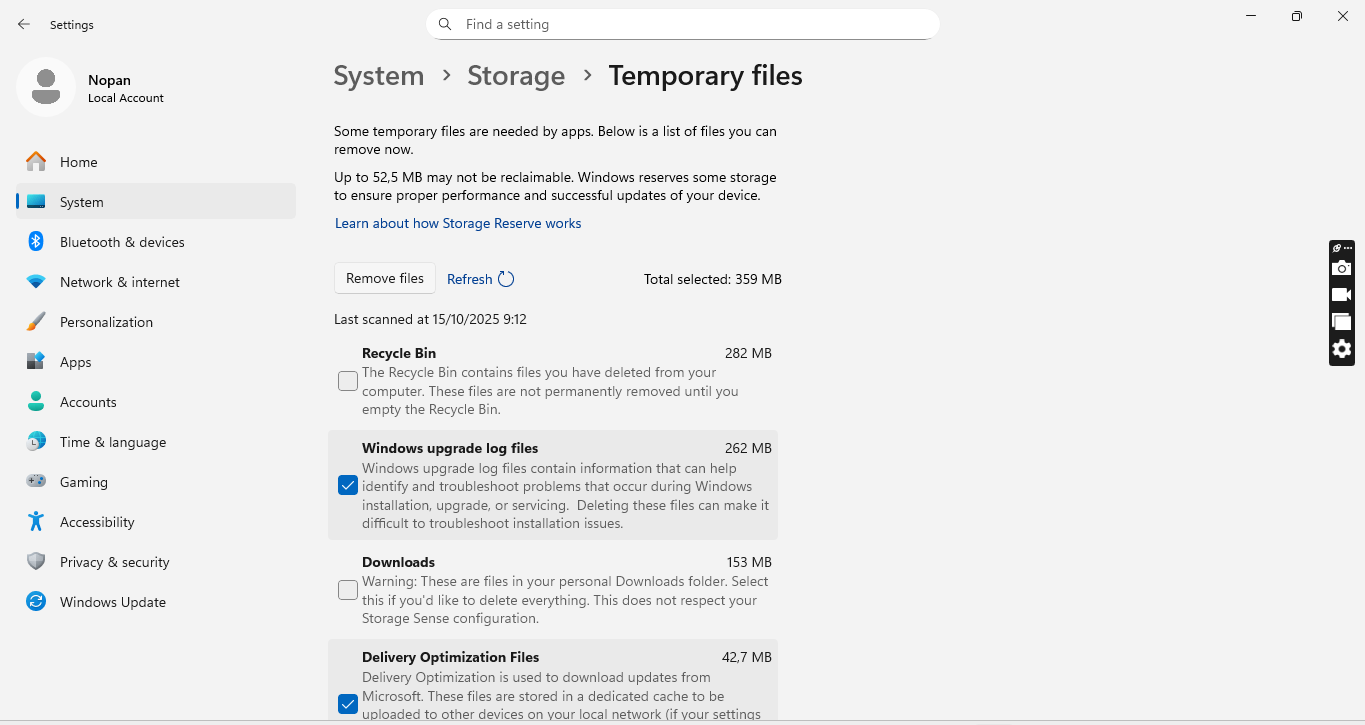 Settings
Find a setting
Nopan
Local Account
Home
System
Bluetooth & devices
Network & internet
Personalization
Apps
Accounts
Time & language
Gaming
Accessibility
Privacy & security
Windows Update
System > Storage > Temporary files
Some temporary files are needed by apps. Below is a list of files you can
remove now.
Up to 52,5 MB may not be reclaimable. Windows reserves some storage
to ensure proper performance and successful updates of your device.
Learn about how Storage Reserve works
Remove files Refresh Total selected: 359 MB
Last scanned at 15/10/2025 9:12
Recycle Bin 282 MB
The Recycle Bin contains files you have deleted from your
computer. These files are not permanently removed until you
empty the Recycle Bin.
Windows upgrade log files 262 MB
Windows upgrade log files contain information that can help
identify and troubleshoot problems that occur during Windows
installation, upgrade, or servicing.  Deleting these files can make it
difficult to troubleshoot installation issues.
Downloads 153 MB
Warning: These are files in your personal Downloads folder. Select
this if you'd like to delete everything. This does not respect your
Storage Sense configuration.
Delivery Optimization Files 42,7 MB
Delivery Optimization is used to download updates from
Microsoft. These files are stored in a dedicated cache to be
uploaded to other devices on your local network (if your settings